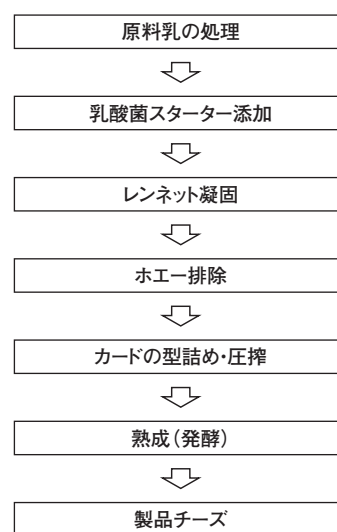 原料乳の処理
乳酸菌スターター添加
レンネット凝固
ホエー排除
カードの型詰め・圧搾
熟成（発酵）
製品チーズ